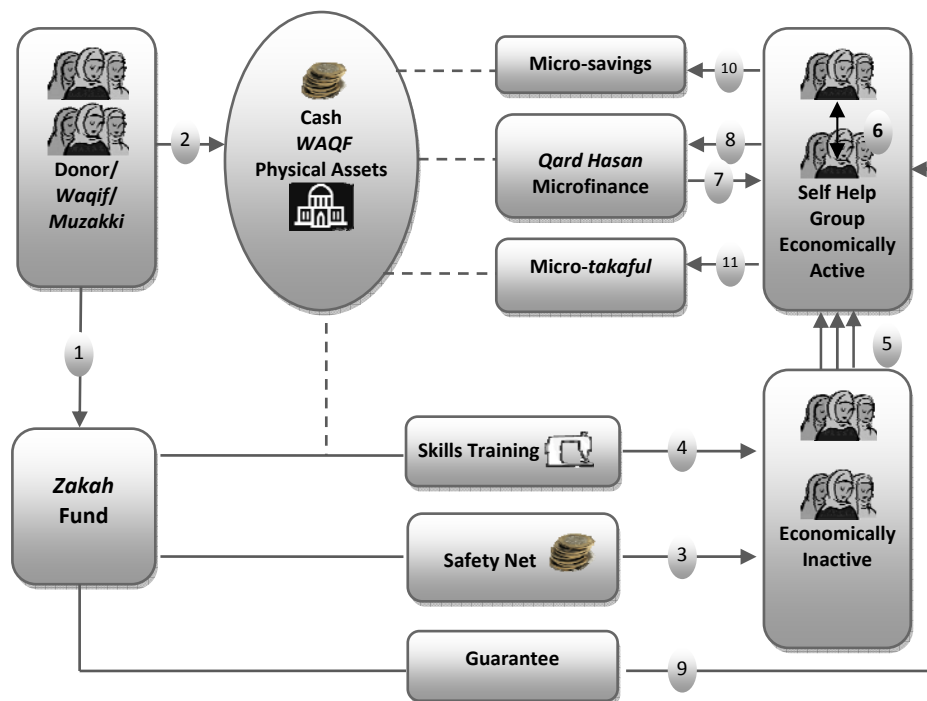 Donor/
Waqif/
Muzakki
2
Cash
WAQF
Physical Assets
Micro-savings
10
Qard Hasan
Microfinance
8
7
Micro-takaful
11
6
Self Help
Group
Economically
Active
1
5
Zakah
Fund
Skills Training
4
Safety Net
3
Economically
Inactive
Guarantee
9